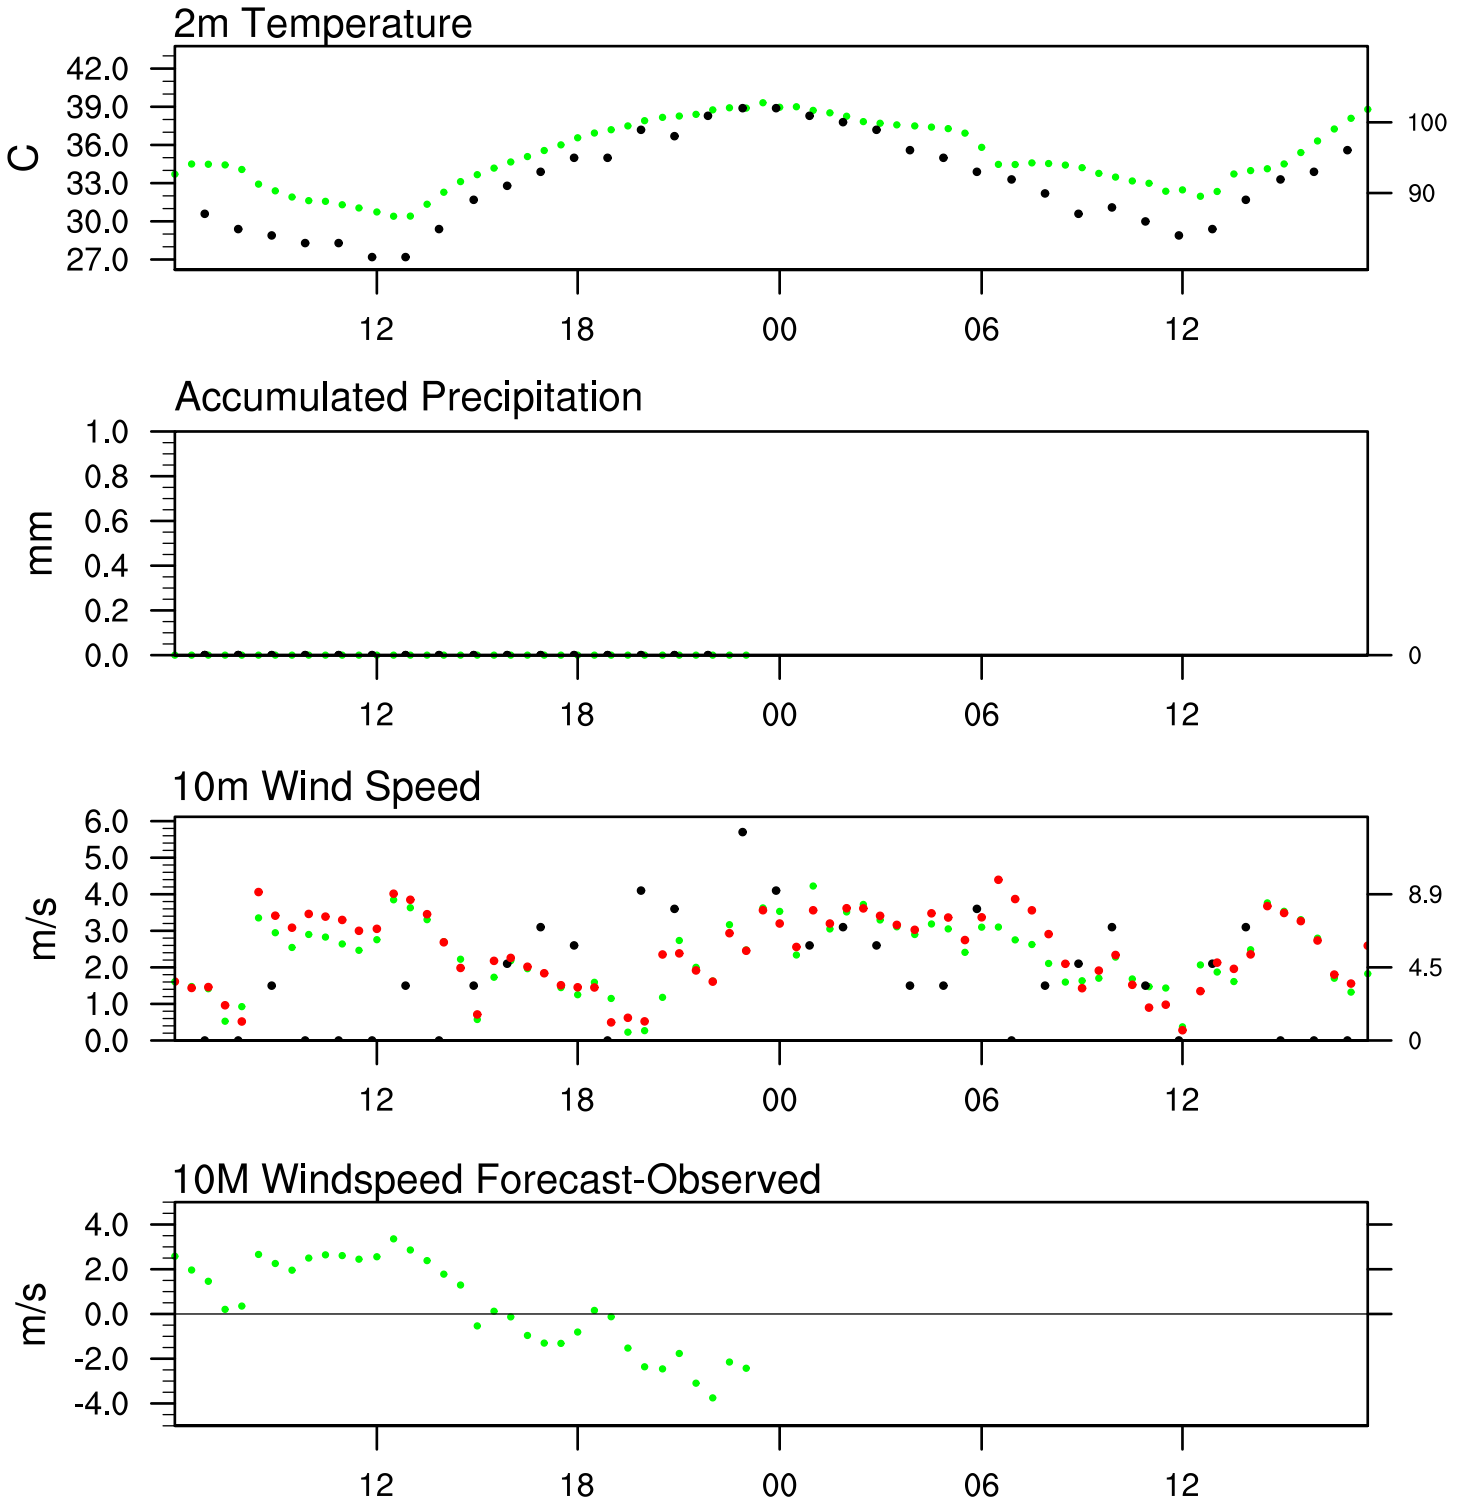 2m Temperature
42.0
39.0
36.0
33.0
30.0
27.0
C
100
90
12 18 00 06 12
Accumulated Precipitation
1.0
0.8
0.6
0.4
0.2
0.0
mm
0
12 18 00 06 12
10m Wind Speed
6.0
5.0
4.0
3.0
2.0
1.0
0.0
m/s
8.9
4.5
0
12 18 00 06 12
10M Windspeed Forecast-Observed
4.0
2.0
0.0
-2.0
-4.0
m/s
12 18 00 06 12